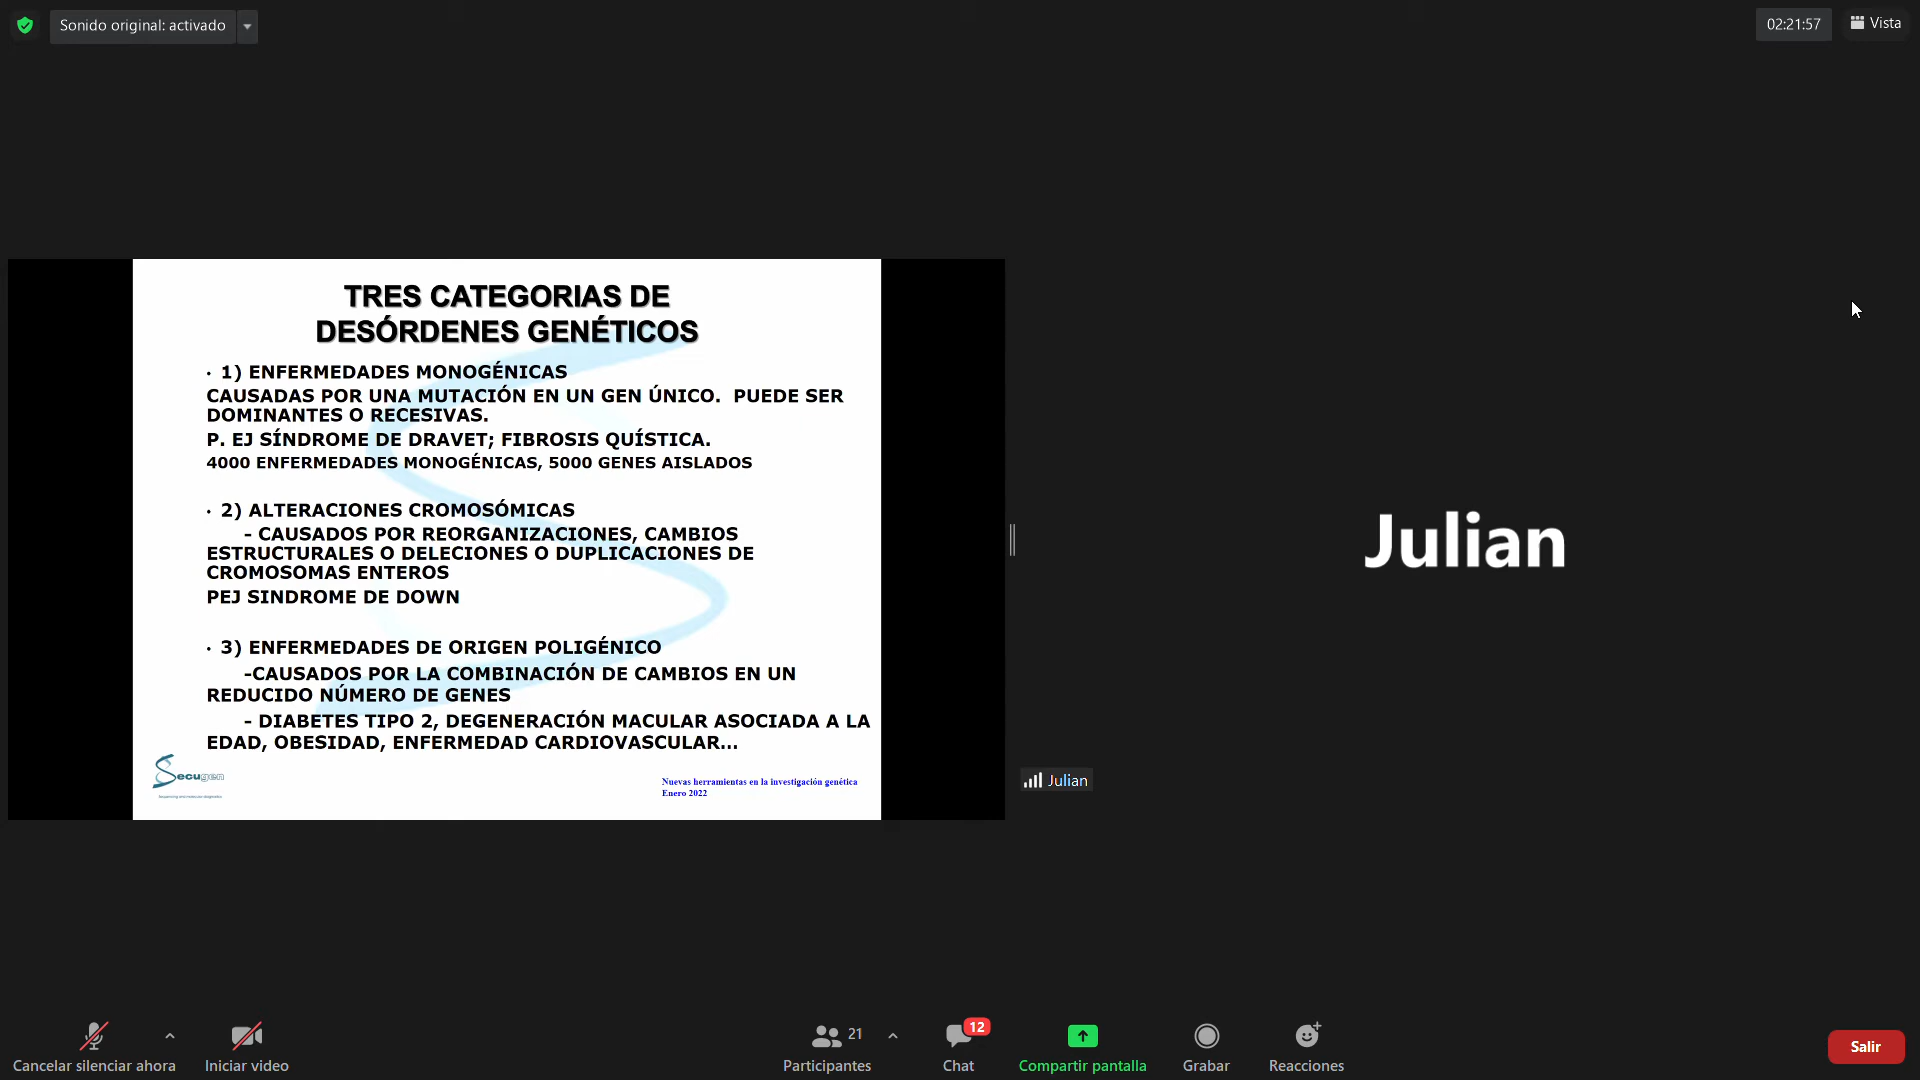 Sonido original: activado
02:21:57
Vista
TRES CATEGORIAS DE
DESÓRDENES GENÉTICOS
· 1) ENFERMEDADES MONOGÉNICAS
CAUSADAS POR UNA MUTACIÓN EN UN GEN ÚNICO. PUEDE SER
DOMINANTES O RECESIVAS.
P. EJ SÍNDROME DE DRAVET; FIBROSIS QUÍSTICA.
4000 ENFERMEDADES MONOGÉNICAS, 5000 GENES AISLADOS
· 2) ALTERACIONES CROMOSÓMICAS
- CAUSADOS POR REORGANIZACIONES, CAMBIOS
ESTRUCTURALES O DELECIONES O DUPLICACIONES DE
CROMOSOMAS ENTEROS
PEJ SINDROME DE DOWN
· 3) ENFERMEDADES DE ORIGEN POLIGÉNICO
-CAUSADOS POR LA COMBINACIÓN DE CAMBIOS EN UN
REDUCIDO NÚMERO DE GENES
- DIABETES TIPO 2, DEGENERACIÓN MACULAR ASOCIADA A LA
EDAD, OBESIDAD, ENFERMEDAD CARDIOVASCULAR...
Secugen
Nuevas herramientas en la investigación genética
Enero 2022
Julian
Julian
Cancelar silenciar ahora
Iniciar video
21
Participantes
12
Chat
Compartir pantalla
Grabar
Reacciones
Salir